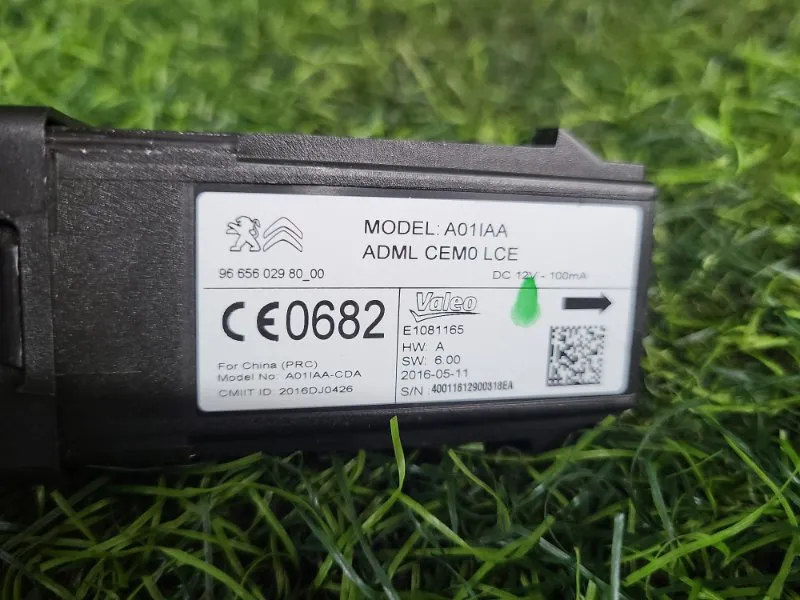 MODEL: A01IAA
ADML CEM0 LCE
96 656 029 80_00
DC 12V - 100mA
CE0682
Valeo
E1081165
HW: A
SW: 6.00
2016-05-11
S/N: 40011612900318EA
For China (PRC)
Model No: A01IAA-CDA
CMIIT ID: 2016DJ0426